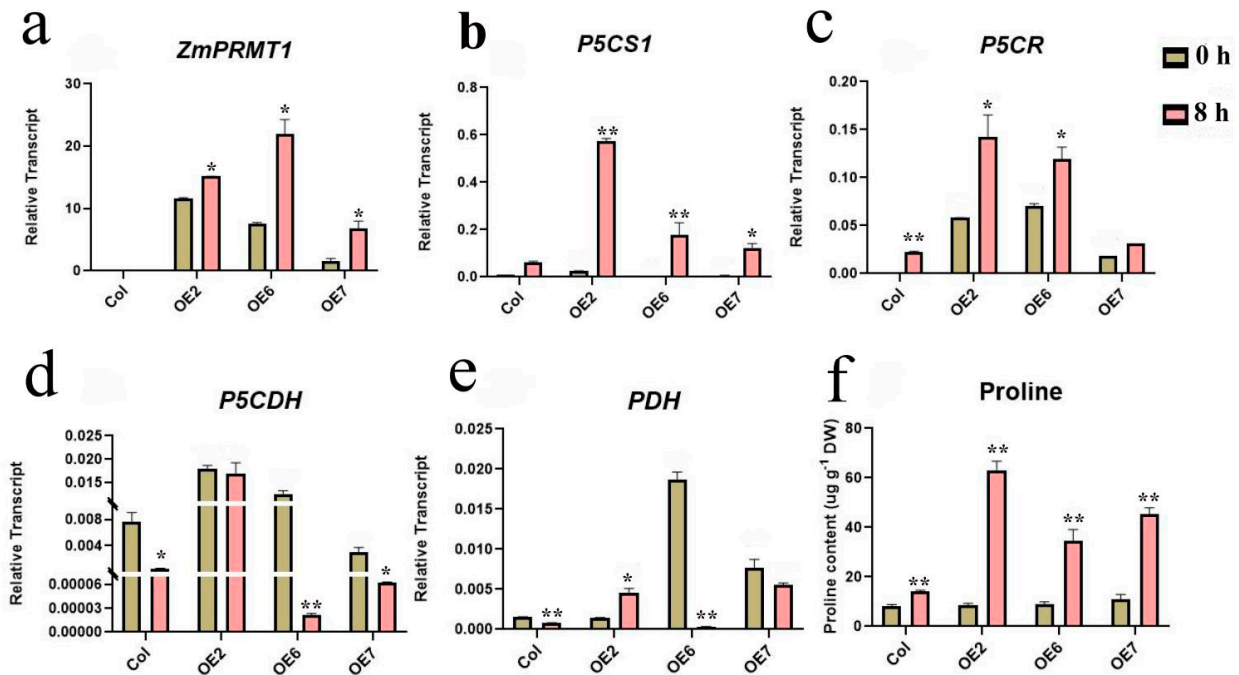 a
ZmPRMT1
Relative Transcript
30
20
10
0
*
*
*
Col
OE2
OE6
OE7
b
P5CS1
Relative Transcript
0.8
0.6
0.4
0.2
0.0
**
**
*
Col
OE2
OE6
OE7
c
P5CR
Relative Transcript
0.20
0.15
0.10
0.05
0.00
**
*
*
Col
OE2
OE6
OE7
0 h
8 h
d
P5CDH
Relative Transcript
0.025
0.020
0.015
0.008
0.004
0.00006
0.00003
0.00000
*
**
*
Col
OE2
OE6
OE7
e
PDH
Relative Transcript
0.025
0.020
0.015
0.010
0.005
0.000
**
*
**
Col
OE2
OE6
OE7
f
Proline
Proline content (ug g-1 DW)
80
60
40
20
0
**
**
**
**
Col
OE2
OE6
OE7